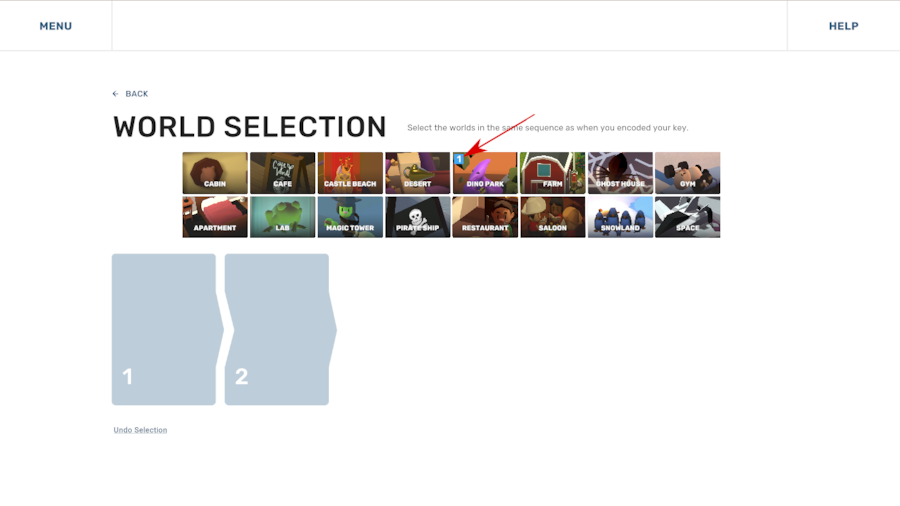 MENU
HELP
← BACK
WORLD SELECTION
Select the worlds in the same sequence as when you encoded your key.
1
CABIN CAFE CASTLE BEACH DESERT DINO PARK FARM GHOST HOUSE GYM
APARTMENT LAB MAGIC TOWER PIRATE SHIP RESTAURANT SALOON SNOWLAND SPACE
1 2
Undo Selection